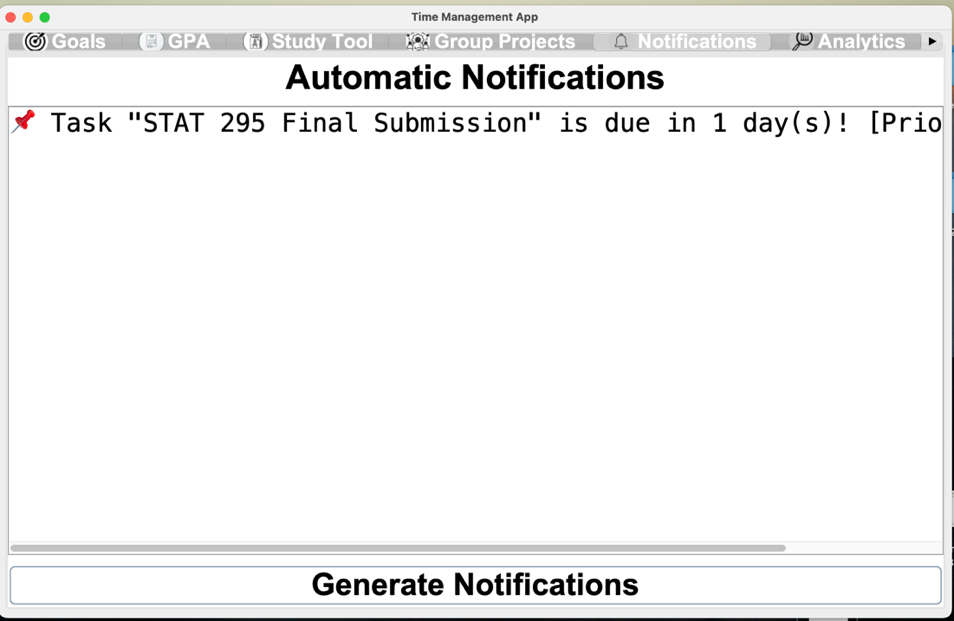 Time Management App
Goals GPA Study Tool Group Projects Notifications Analytics
Automatic Notifications
Task "STAT 295 Final Submission" is due in 1 day(s)! [Prio
Generate Notifications